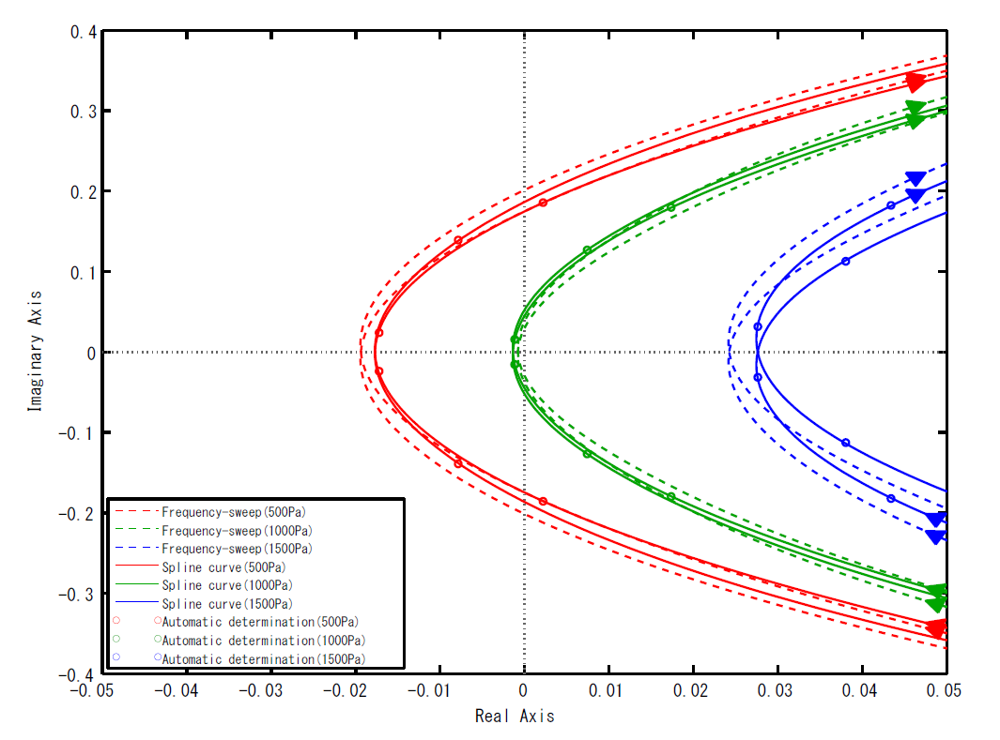 0.4
0.3
0.2
0.1
0
-0.1
-0.2
-0.3
-0.4
Imaginary Axis
Frequency-sweep(500Pa)
Frequency-sweep(1000Pa)
Frequency-sweep(1500Pa)
Spline curve(500Pa)
Spline curve(1000Pa)
Spline curve(1500Pa)
Automatic determination(500Pa)
Automatic determination(1000Pa)
Automatic determination(1500Pa)
-0.05 -0.04 -0.03 -0.02 -0.01 0 0.01 0.02 0.03 0.04 0.05
Real Axis